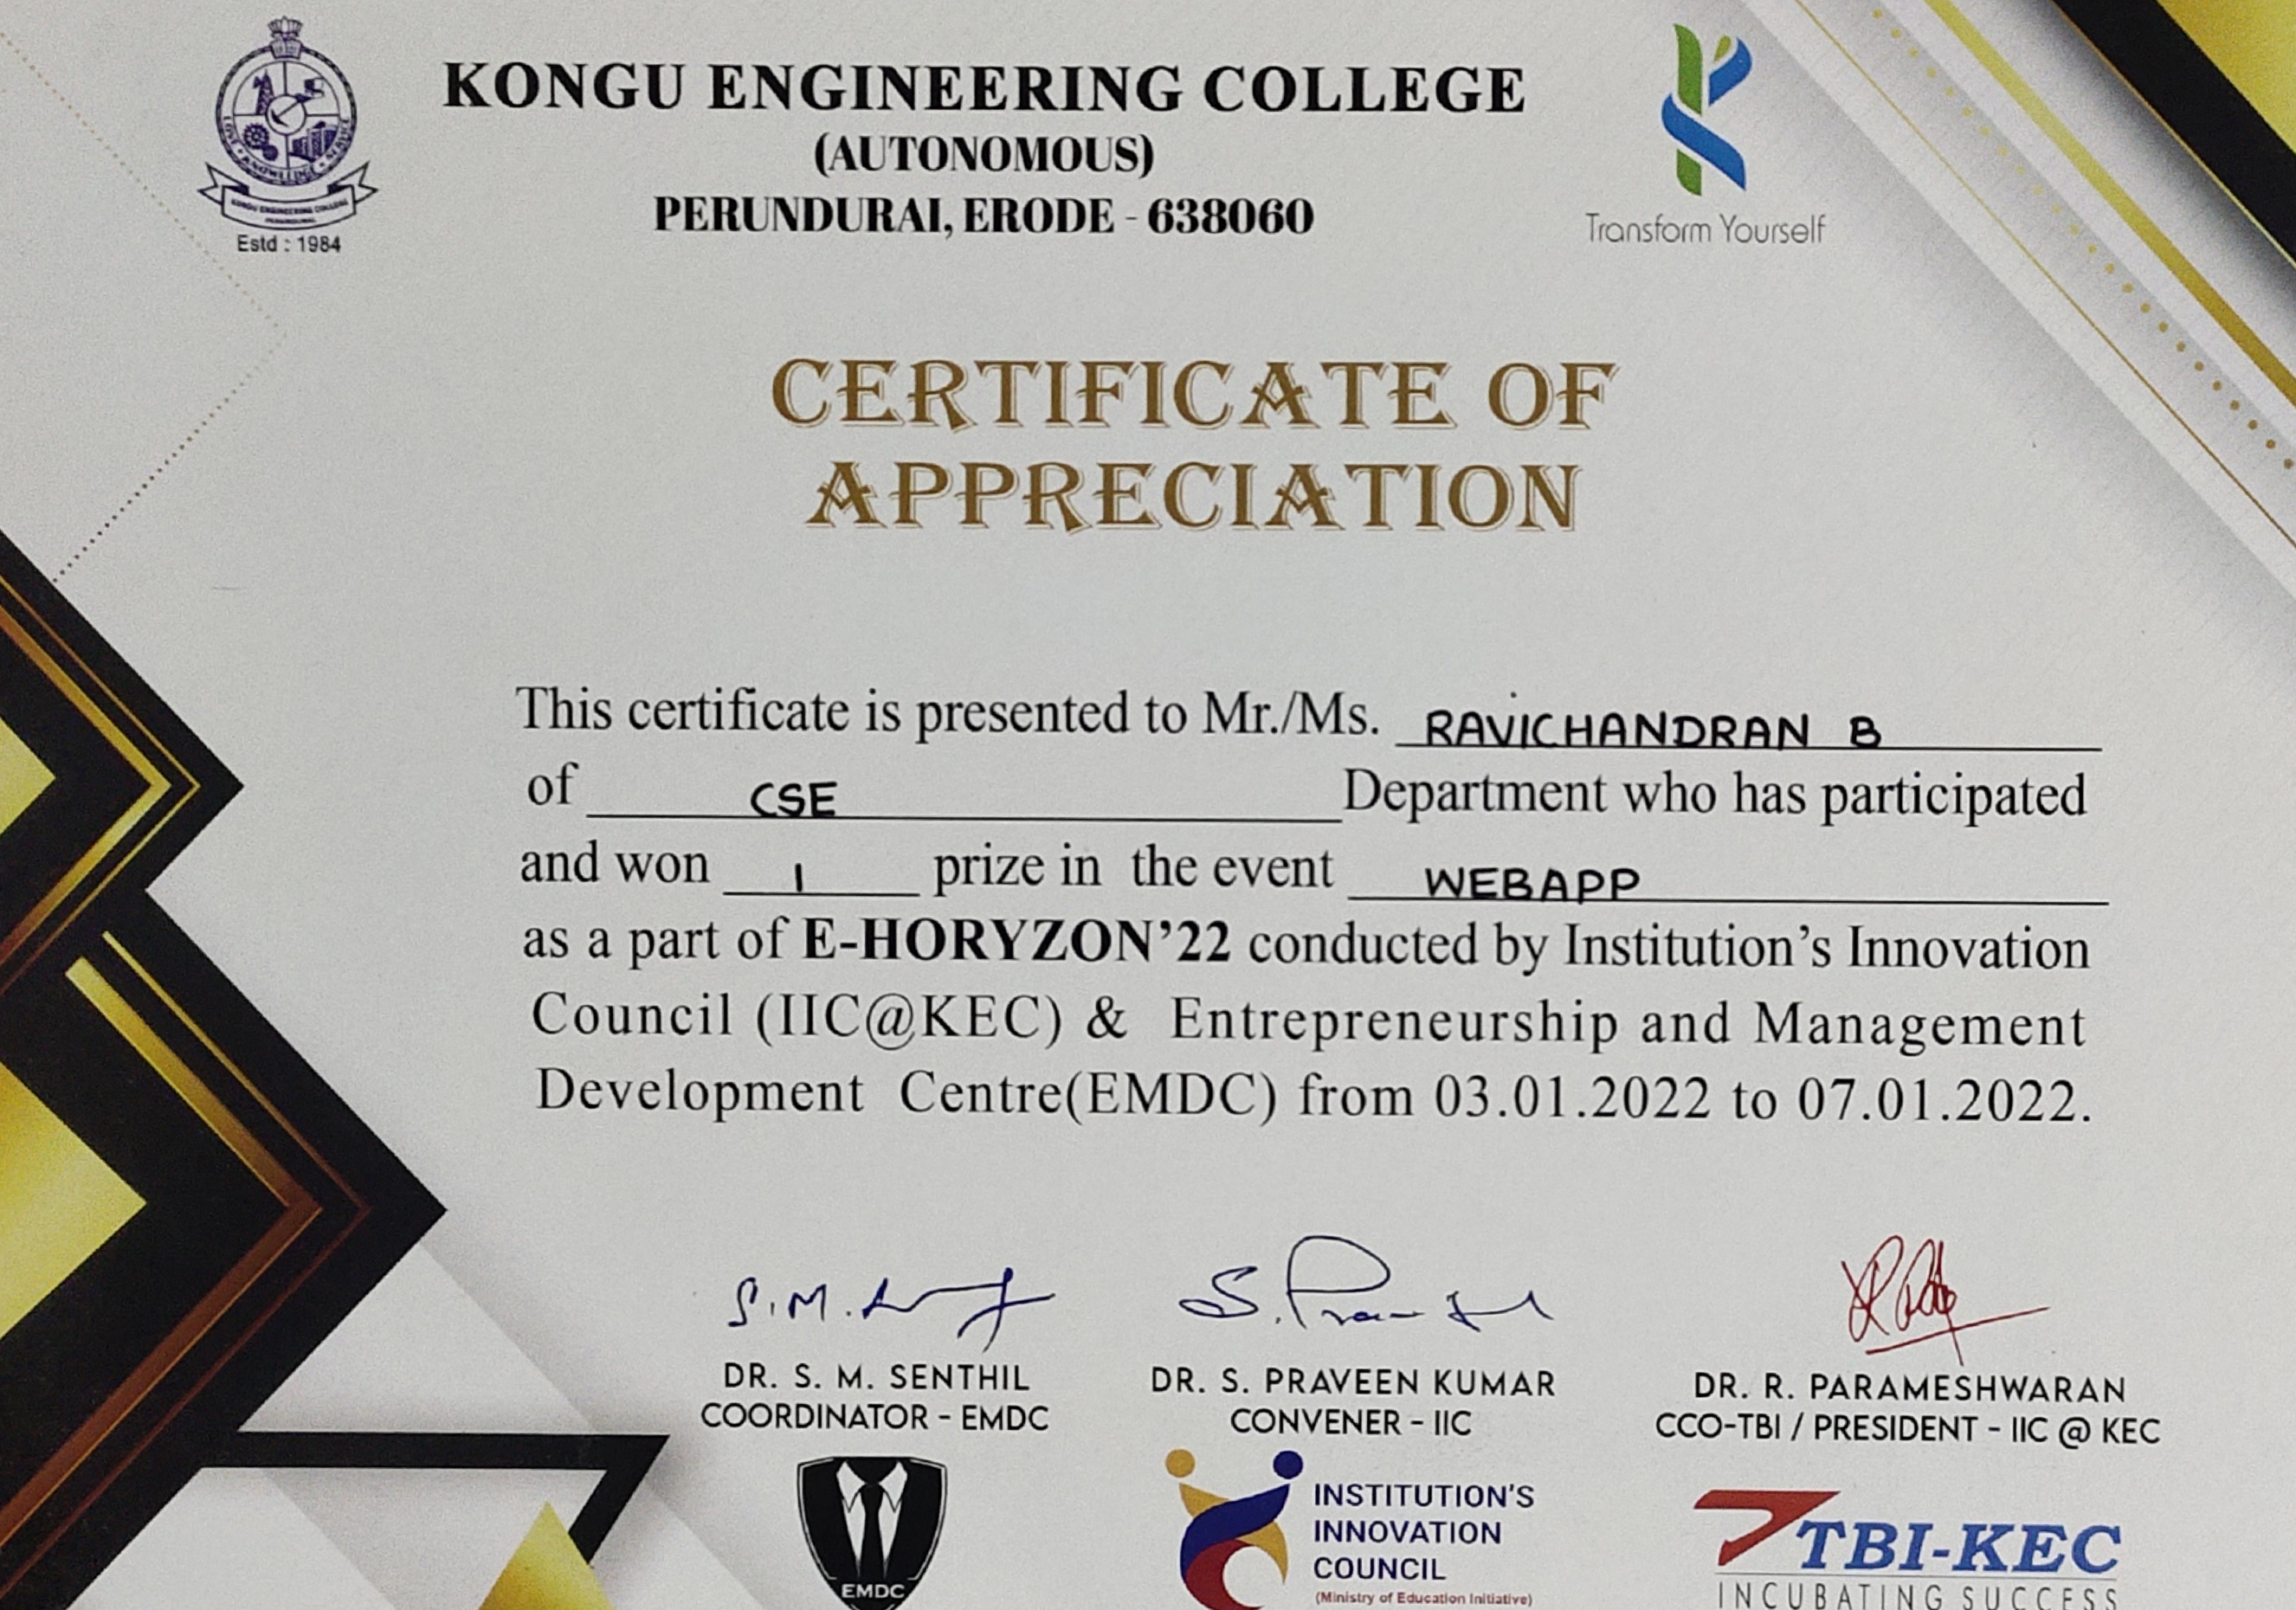 KONGU ENGINEERING COLLEGE
(AUTONOMOUS)
PERUNDURAI, ERODE - 638060
KONGU ENGINEERING COLLEGE
Estd : 1984
Transform Yourself
CERTIFICATE OF
APPRECIATION
This certificate is presented to Mr./Ms. RAVICHANDRAN B
of CSE Department who has participated
and won I prize in the event WEBAPP
as a part of E-HORYZON’22 conducted by Institution’s Innovation
Council (IIC@KEC) & Entrepreneurship and Management
Development Centre(EMDC) from 03.01.2022 to 07.01.2022.
DR. S. M. SENTHIL
COORDINATOR - EMDC
DR. S. PRAVEEN KUMAR
CONVENER - IIC
DR. R. PARAMESHWARAN
CCO-TBI / PRESIDENT - IIC @ KEC
EMDC
INSTITUTION'S
INNOVATION
COUNCIL
(Ministry of Education Initiative)
TBI-KEC
INCUBATING SUCCESS